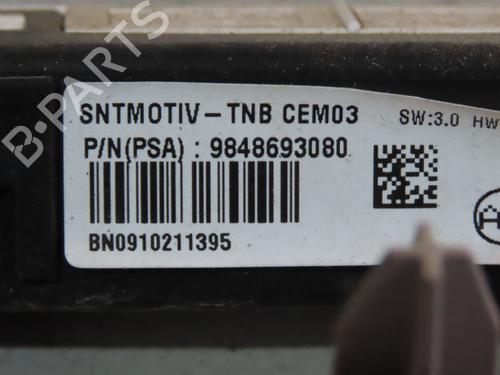 B-PARTS
SNTMOTIV-TNB CEM03
SW:3.0 HW
P/N(PSA) : 9848693080
BN0910211395